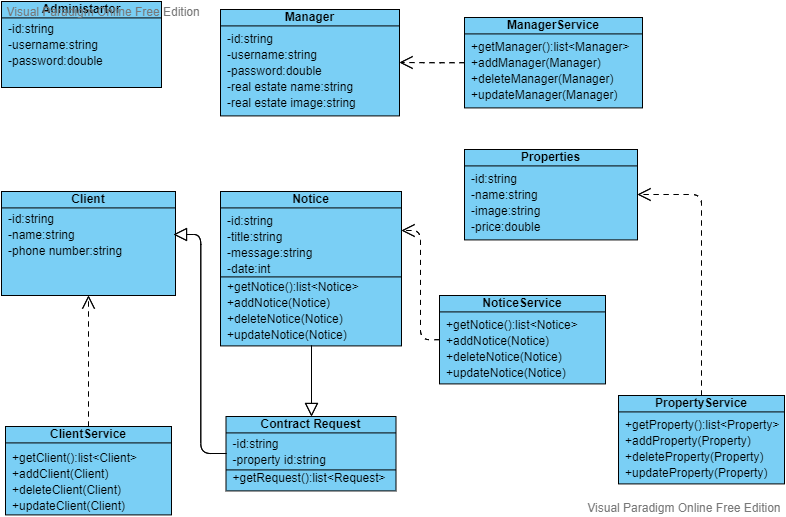 Visual Paradigm Online Free Edition
Administartor
-id:string
-username:string
-password:double
Manager
-id:string
-username:string
-password:double
-real estate name:string
-real estate image:string
ManagerService
+getManager():list<Manager>
+addManager(Manager)
+deleteManager(Manager)
+updateManager(Manager)
Properties
-id:string
-name:string
-image:string
-price:double
Client
-id:string
-name:string
-phone number:string
Notice
-id:string
-title:string
-message:string
-date:int
+getNotice():list<Notice>
+addNotice(Notice)
+deleteNotice(Notice)
+updateNotice(Notice)
NoticeService
+getNotice():list<Notice>
+addNotice(Notice)
+deleteNotice(Notice)
+updateNotice(Notice)
PropertyService
+getProperty():list<Property>
+addProperty(Property)
+deleteProperty(Property)
+updateProperty(Property)
Contract Request
-id:string
-property id:string
+getRequest():list<Request>
ClientService
+getClient():list<Client>
+addClient(Client)
+deleteClient(Client)
+updateClient(Client)
Visual Paradigm Online Free Edition